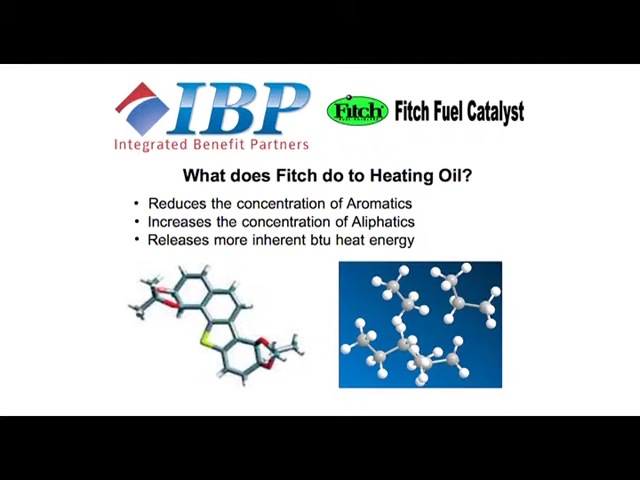 IBP
Integrated Benefit Partners
Fitch
Fitch Fuel Catalyst
What does Fitch do to Heating Oil?
• Reduces the concentration of Aromatics
• Increases the concentration of Aliphatics
• Releases more inherent btu heat energy